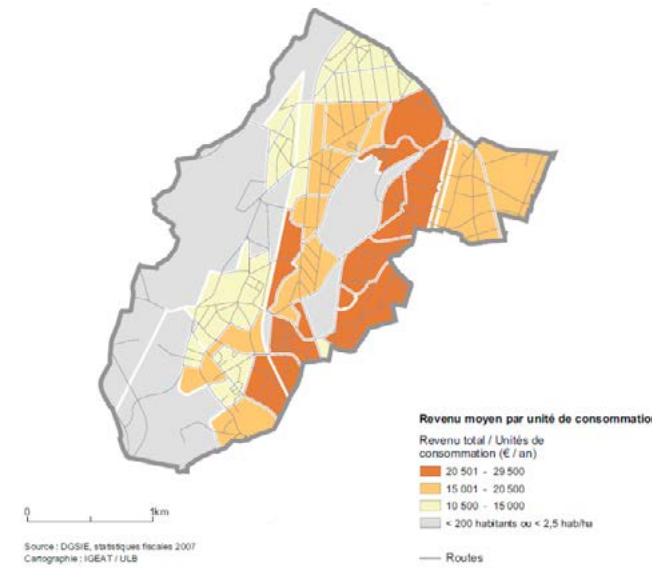 Revenu moyen par unité de consommation
Revenu total / Unités de
consommation (€ / an)
20 501 - 29 500
15 001 - 20 500
10 500 - 15 000
< 200 habitants ou < 2,5 hab/ha
Routes
0 1km
Source : DGSIE, statistiques fiscales 2007
Cartographie : IGEAT / ULB